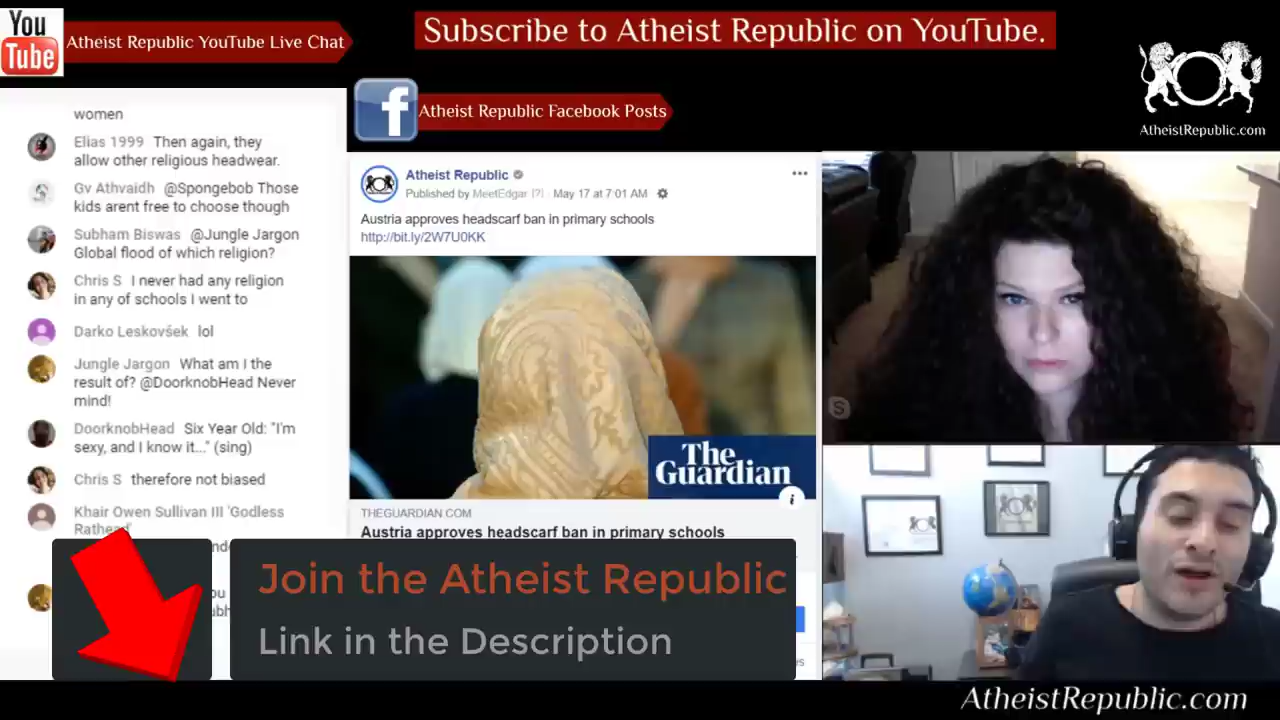 You
Tube
Atheist Republic YouTube Live Chat
Subscribe to Atheist Republic on YouTube.
AtheistRepublic.com
f
Atheist Republic Facebook Posts
women
Elias 1999 Then again, they
allow other religious headwear.
Gv Athvaidh @Spongebob Those
kids arent free to choose though
Subham Biswas @Jungle Jargon
Global flood of which religion?
Chris S I never had any religion
in any of schools I went to
Darko Leskovšek lol
Jungle Jargon What am I the
result of? @DoorknobHead Never
mind!
DoorknobHead Six Year Old: "I'm
sexy, and I know it..." (sing)
Chris S therefore not biased
Khair Owen Sullivan III 'Godless
Rathead'
Atheist Republic
Published by MeetEdgar [?] · May 17 at 7:01 AM ·
Austria approves headscarf ban in primary schools
http://bit.ly/2W7U0KK
The
Guardian
i
THEGUARDIAN.COM
Austria approves headscarf ban in primary schools
Join the Atheist Republic
Link in the Description
AtheistRepublic.com